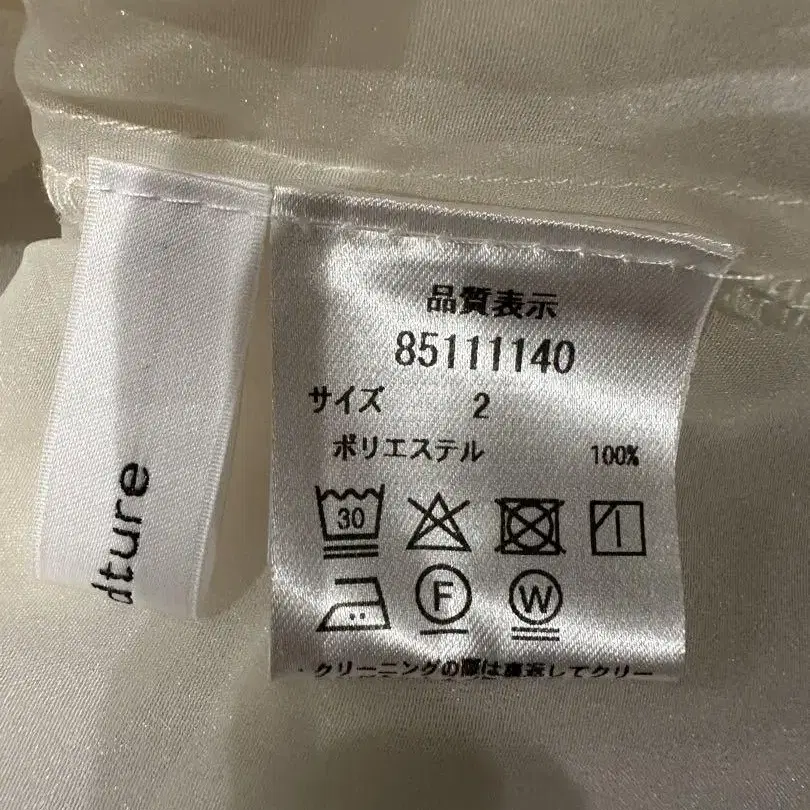 dture
品質表示
85111140
サイズ 2
ポリエステル 100%
30
F
W
・クリーニングの際は裏返してクリー